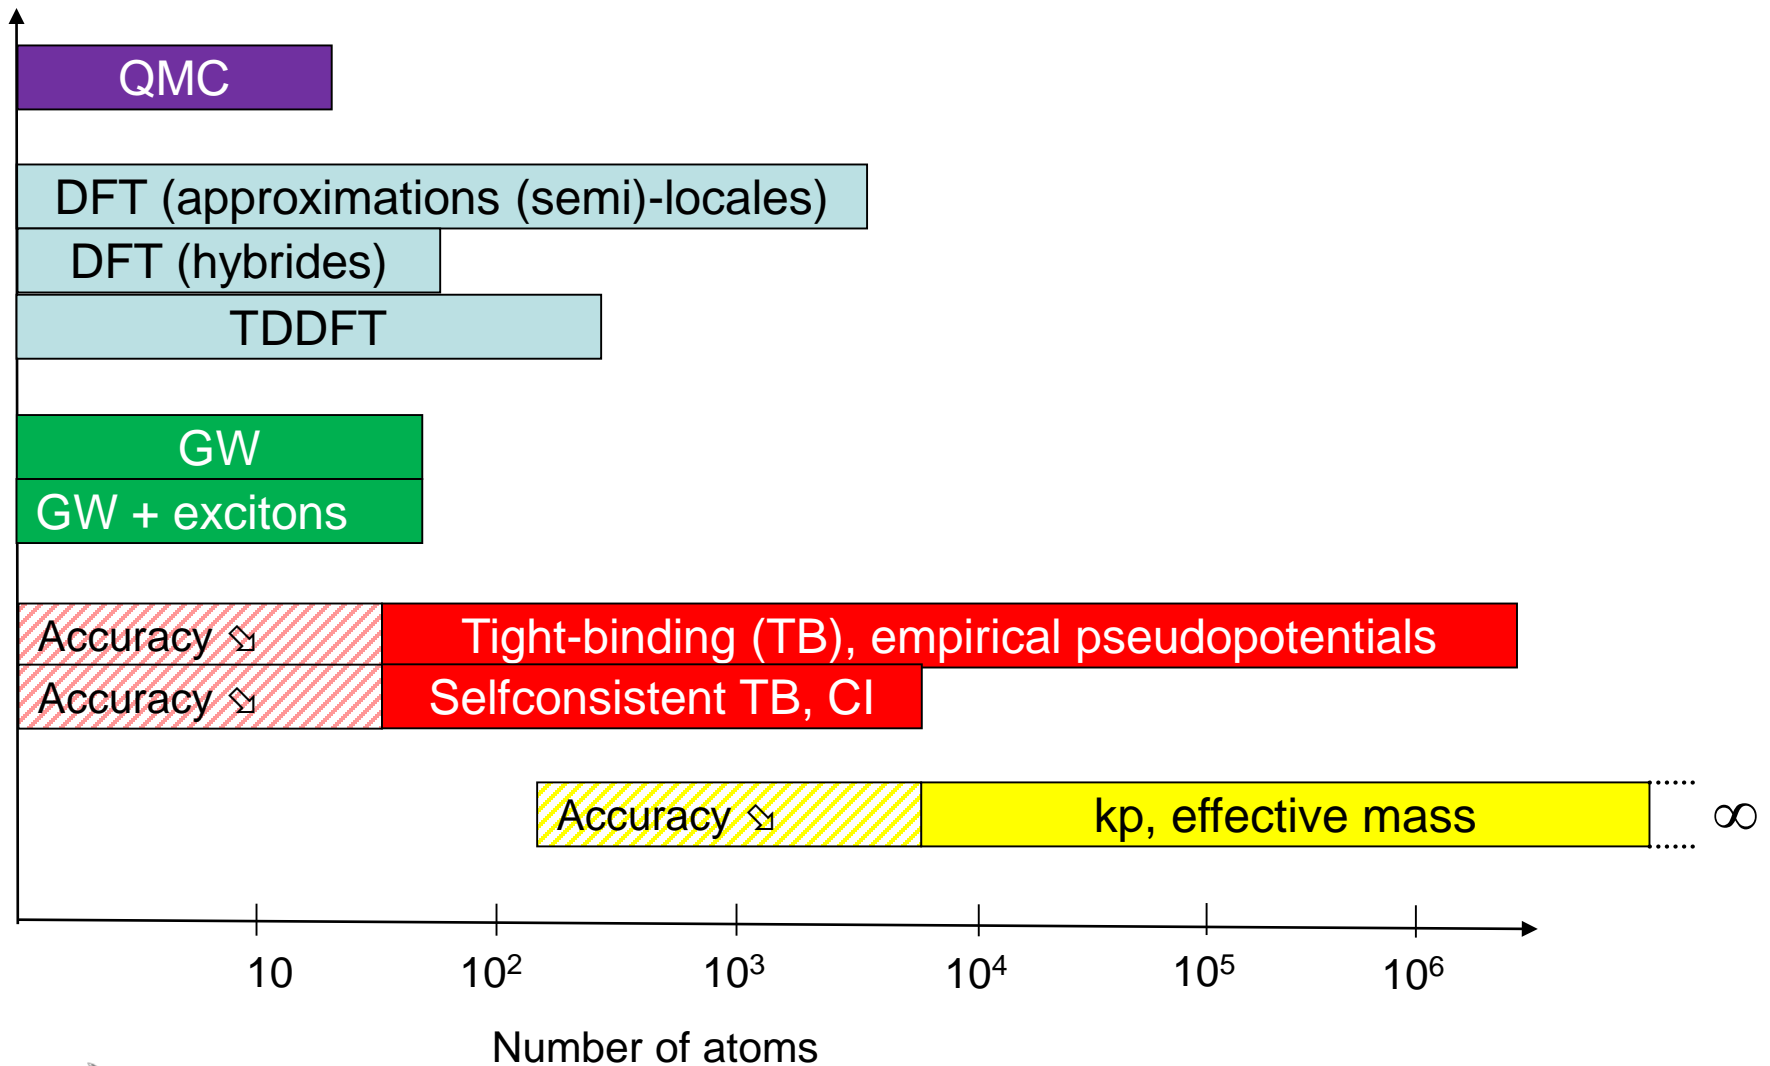 QMC
DFT (approximations (semi)-locales)
DFT (hybrides)
TDDFT
GW
GW + excitons
Accuracy ⬂ Tight-binding (TB), empirical pseudopotentials
Accuracy ⬂ Selfconsistent TB, CI
Accuracy ⬂ kp, effective mass ∞
10 10² 10³ 10⁴ 10⁵ 10⁶
Number of atoms